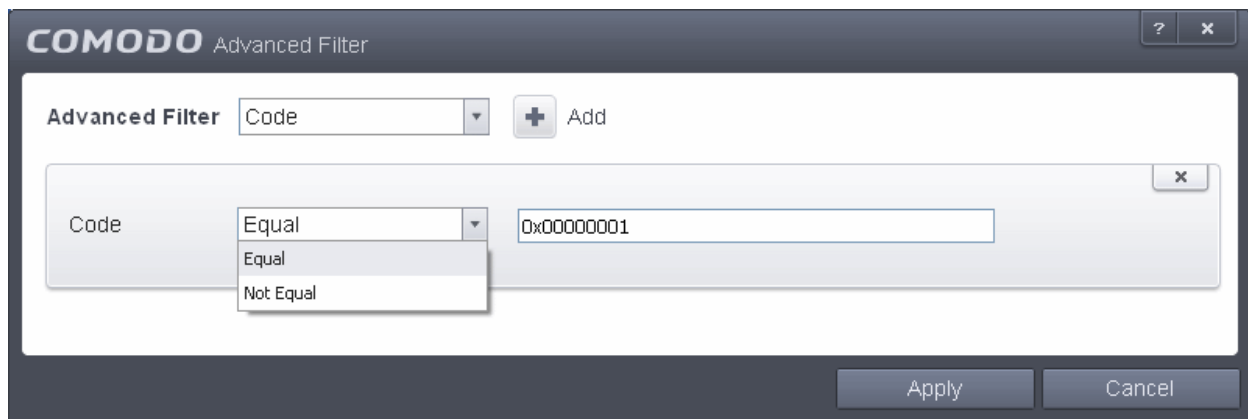 COMODO Advanced Filter ? x
Advanced Filter Code + Add
x
Code Equal 0x00000001
Equal
Not Equal
Apply Cancel